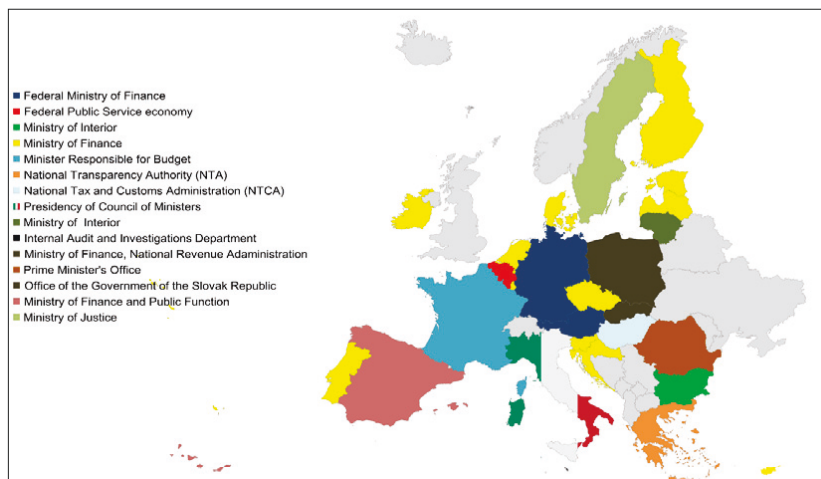 Federal Ministry of Finance
Federal Public Service economy
Ministry of Interior
Ministry of Finance
Minister Responsible for Budget
National Transparency Authority (NTA)
National Tax and Customs Administration (NTCA)
Presidency of Council of Ministers
Ministry of  Interior
Internal Audit and Investigations Department
Ministry of Finance, National Revenue Adaministration
Prime Minister's Office
Office of the Government of the Slovak Republic
Ministry of Finance and Public Function
Ministry of Justice